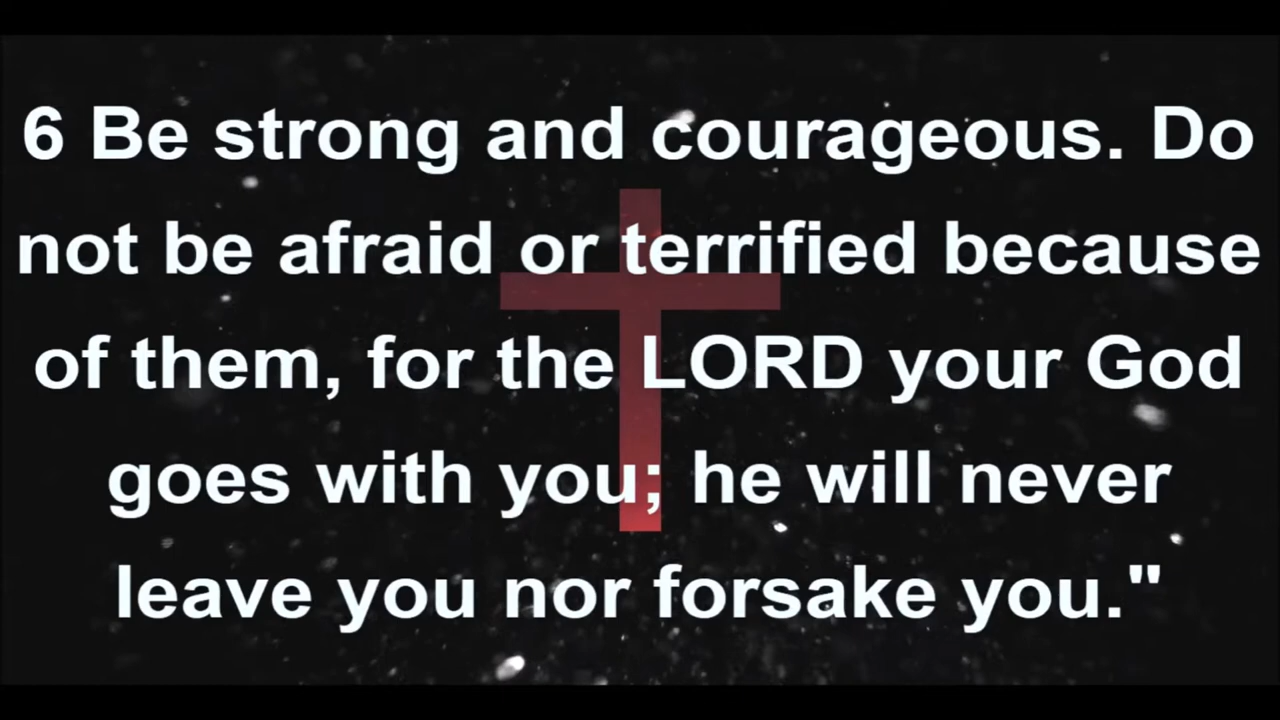 6 Be strong and courageous. Do
not be afraid or terrified because
of them, for the LORD your God
goes with you; he will never
leave you nor forsake you."